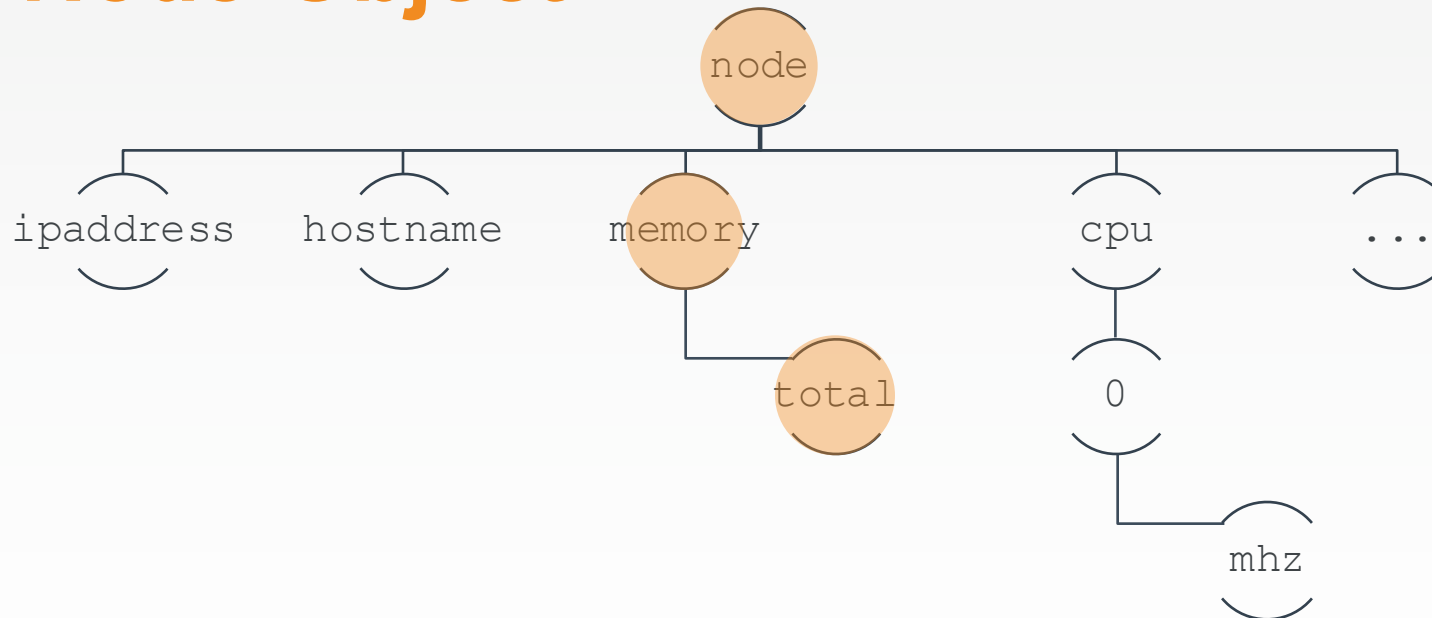 node
ipaddress hostname memory cpu ...
total 0
mhz